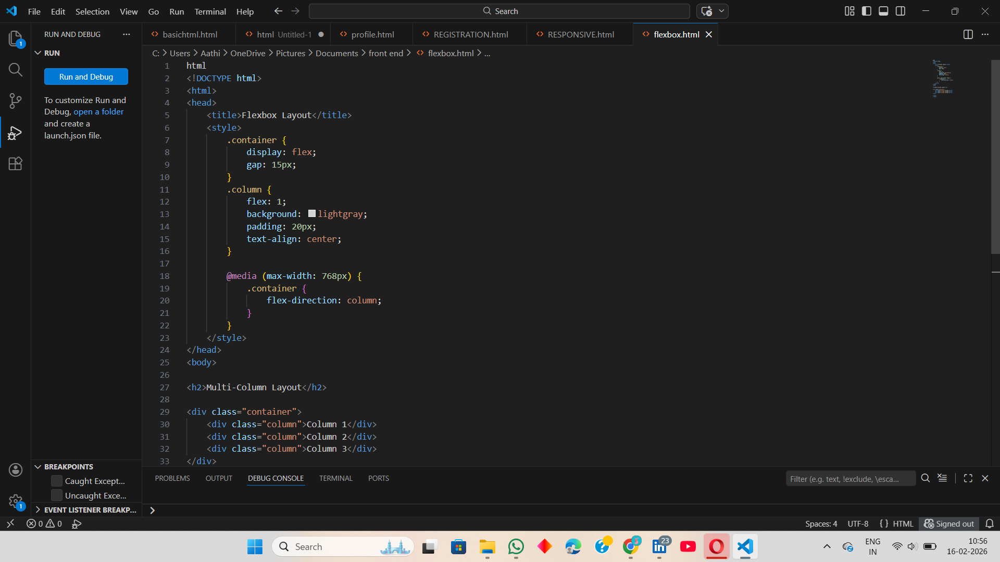 File Edit Selection View Go Run Terminal Help Search
RUN AND DEBUG
basichtml.html html Untitled-1 profile.html REGISTRATION.html RESPONSIVE.html flexbox.html
C: > Users > Aathi > OneDrive > Pictures > Documents > front end > flexbox.html > ...
RUN
Run and Debug
To customize Run and
Debug, open a folder
and create a
launch.json file.
1 html
2 <!DOCTYPE html>
3 <html>
4 <head>
5     <title>Flexbox Layout</title>
6     <style>
7         .container {
8             display: flex;
9             gap: 15px;
10         }
11         .column {
12             flex: 1;
13             background: lightgray;
14             padding: 20px;
15             text-align: center;
16         }
17
18         @media (max-width: 768px) {
19             .container {
20                 flex-direction: column;
21             }
22         }
23     </style>
24 </head>
25 <body>
26
27 <h2>Multi-Column Layout</h2>
28
29 <div class="container">
30     <div class="column">Column 1</div>
31     <div class="column">Column 2</div>
32     <div class="column">Column 3</div>
33 </div>
1
BREAKPOINTS
Caught Except...
Uncaught Exce...
EVENT LISTENER BREAKP...
1
PROBLEMS OUTPUT DEBUG CONSOLE TERMINAL PORTS
Filter (e.g. text, !exclude, \esca...
0 0
Spaces: 4 UTF-8 { } HTML Signed out
Search
23
ENG
IN
10:56
16-02-2026